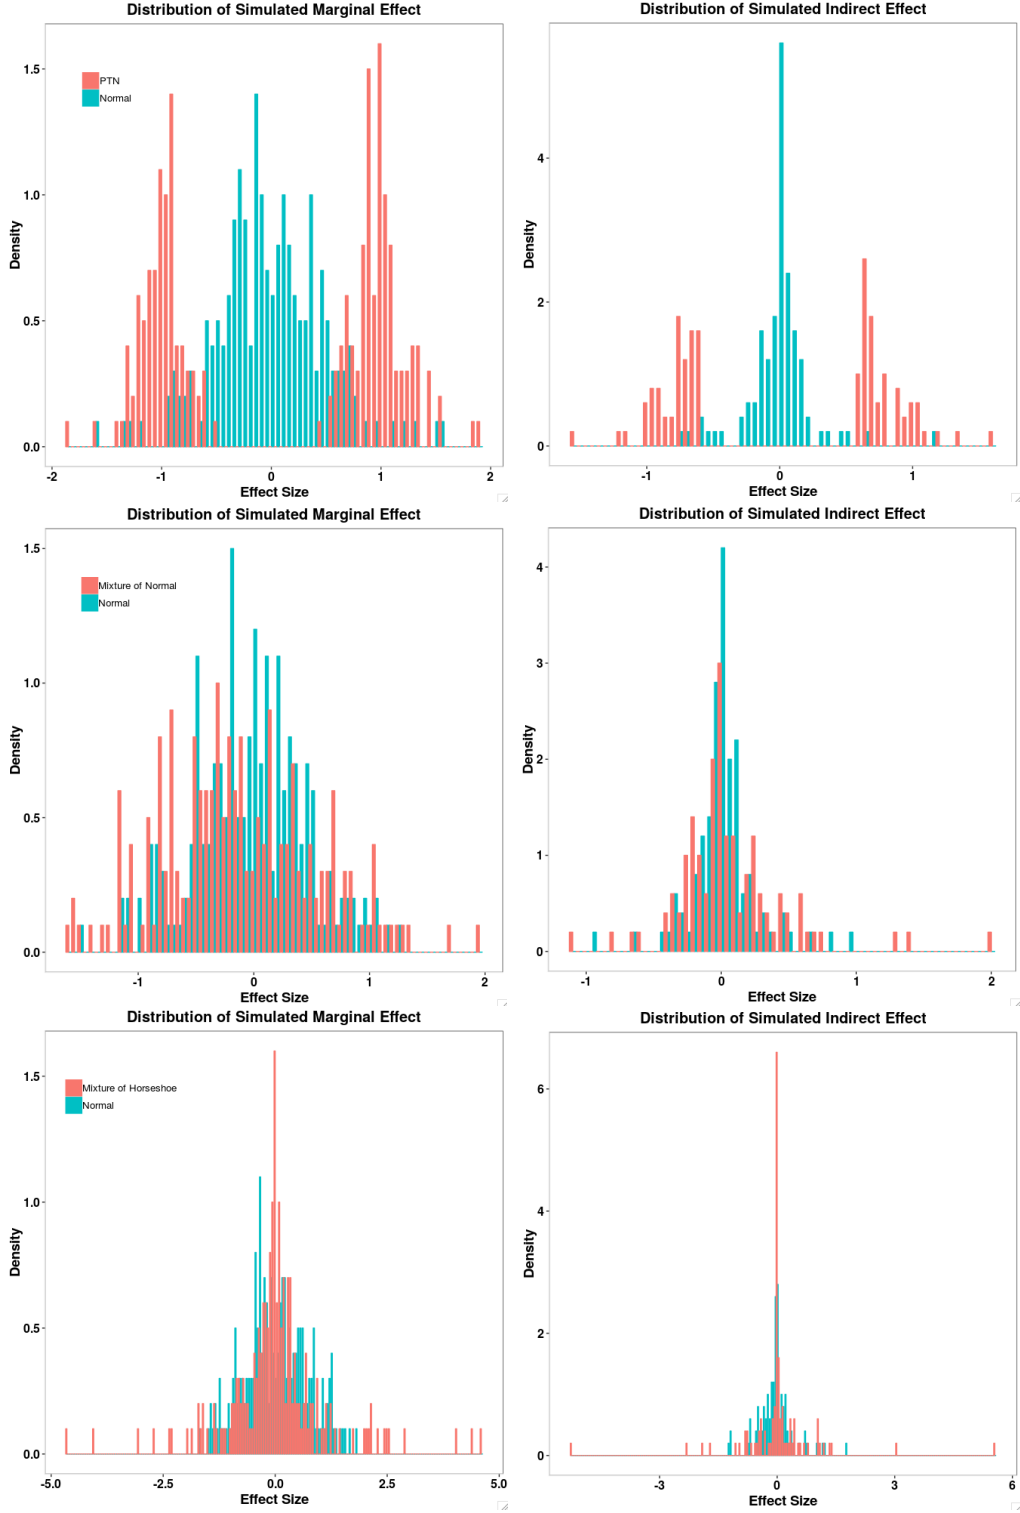 Distribution of Simulated Marginal Effect
Distribution of Simulated Indirect Effect
PTN
Normal
Density
1.5
1.0
0.5
0.0
-2 -1 0 1 2
Effect Size
Density
4
2
0
-1 0 1
Effect Size
Distribution of Simulated Marginal Effect
Distribution of Simulated Indirect Effect
Mixture of Normal
Normal
Density
1.5
1.0
0.5
0.0
-1 0 1 2
Effect Size
Density
4
3
2
1
0
-1 0 1 2
Effect Size
Distribution of Simulated Marginal Effect
Distribution of Simulated Indirect Effect
Mixture of Horseshoe
Normal
Density
1.5
1.0
0.5
0.0
-5.0 -2.5 0.0 2.5 5.0
Effect Size
Density
6
4
2
0
-3 0 3 6
Effect Size